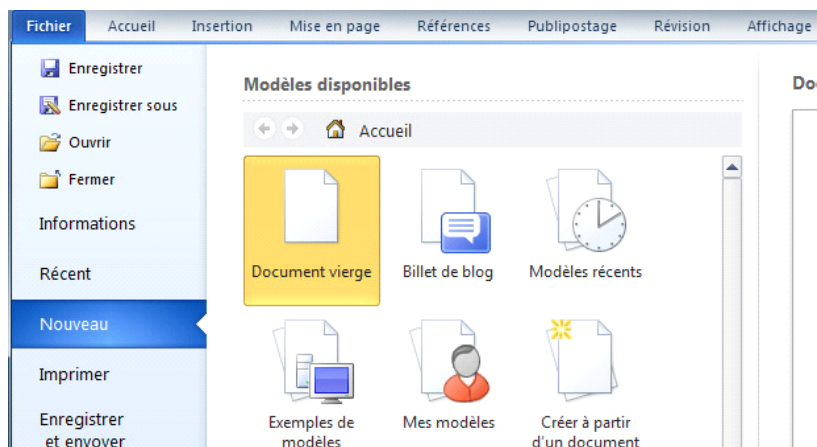 Fichier Accueil Insertion Mise en page Références Publipostage Révision Affichage
Enregistrer
Enregistrer sous
Ouvrir
Fermer
Informations
Récent
Nouveau
Imprimer
Enregistrer
et envoyer
Modèles disponibles
Accueil
Document vierge
Billet de blog
Modèles récents
Exemples de
modèles
Mes modèles
Créer à partir
d'un document